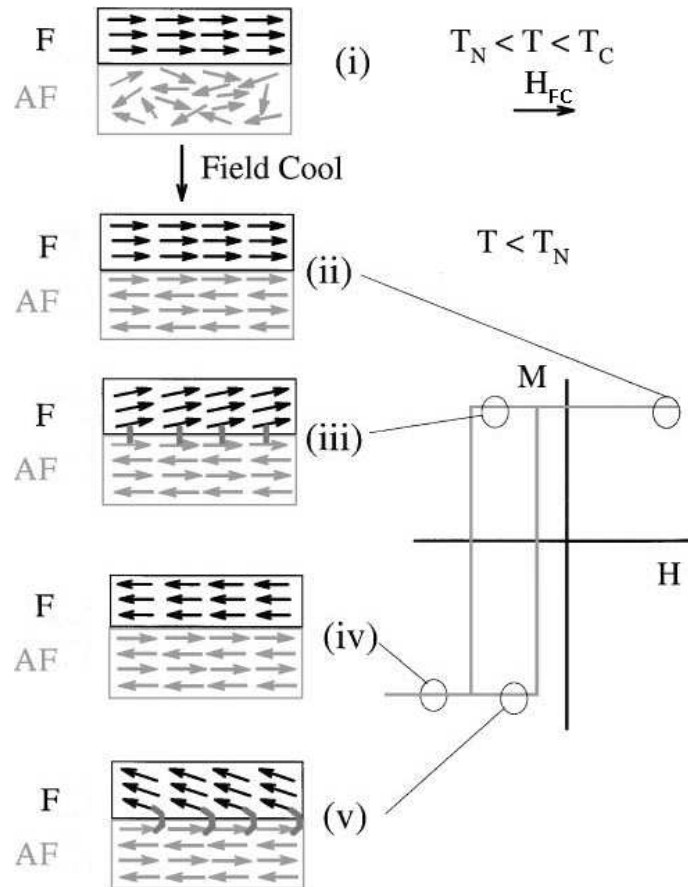 F
AF
(i)
T_N < T < T_C
H_FC
Field Cool
F
AF
(ii)
T < T_N
F
AF
(iii)
M
H
F
AF
(iv)
F
AF
(v)